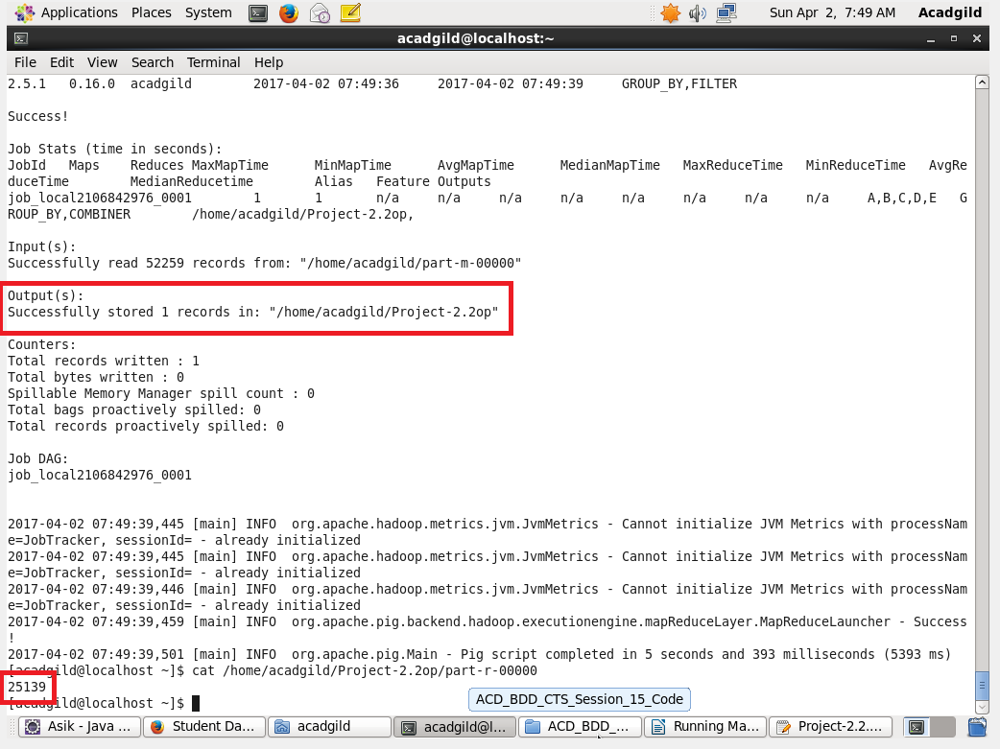 Applications Places System Sun Apr 2, 7:49 AM Acadgild
acadgild@localhost:~
File Edit View Search Terminal Help
2.5.1 0.16.0 acadgild 2017-04-02 07:49:36 2017-04-02 07:49:39 GROUP_BY,FILTER
Success!
Job Stats (time in seconds):
JobId Maps Reduces MaxMapTime MinMapTime AvgMapTime MedianMapTime MaxReduceTime MinReduceTime AvgRe
duceTime MedianReducetime Alias Feature Outputs
job_local2106842976_0001 1 1 n/a n/a n/a n/a n/a n/a n/a n/a A,B,C,D,E G
ROUP_BY,COMBINER /home/acadgild/Project-2.2op,
Input(s):
Successfully read 52259 records from: "/home/acadgild/part-m-00000"
Output(s):
Successfully stored 1 records in: "/home/acadgild/Project-2.2op"
Counters:
Total records written : 1
Total bytes written : 0
Spillable Memory Manager spill count : 0
Total bags proactively spilled: 0
Total records proactively spilled: 0
Job DAG:
job_local2106842976_0001
2017-04-02 07:49:39,445 [main] INFO org.apache.hadoop.metrics.jvm.JvmMetrics - Cannot initialize JVM Metrics with processNam
e=JobTracker, sessionId= - already initialized
2017-04-02 07:49:39,445 [main] INFO org.apache.hadoop.metrics.jvm.JvmMetrics - Cannot initialize JVM Metrics with processNam
e=JobTracker, sessionId= - already initialized
2017-04-02 07:49:39,446 [main] INFO org.apache.hadoop.metrics.jvm.JvmMetrics - Cannot initialize JVM Metrics with processNam
e=JobTracker, sessionId= - already initialized
2017-04-02 07:49:39,459 [main] INFO org.apache.pig.backend.hadoop.executionengine.mapReduceLayer.MapReduceLauncher - Success
!
2017-04-02 07:49:39,501 [main] INFO org.apache.pig.Main - Pig script completed in 5 seconds and 393 milliseconds (5393 ms)
[acadgild@localhost ~]$ cat /home/acadgild/Project-2.2op/part-r-00000
25139
[acadgild@localhost ~]$
ACD_BDD_CTS_Session_15_Code
Asik - Java ... Student Da... acadgild acadgild@l... ACD_BDD_... Running Ma... Project-2.2....